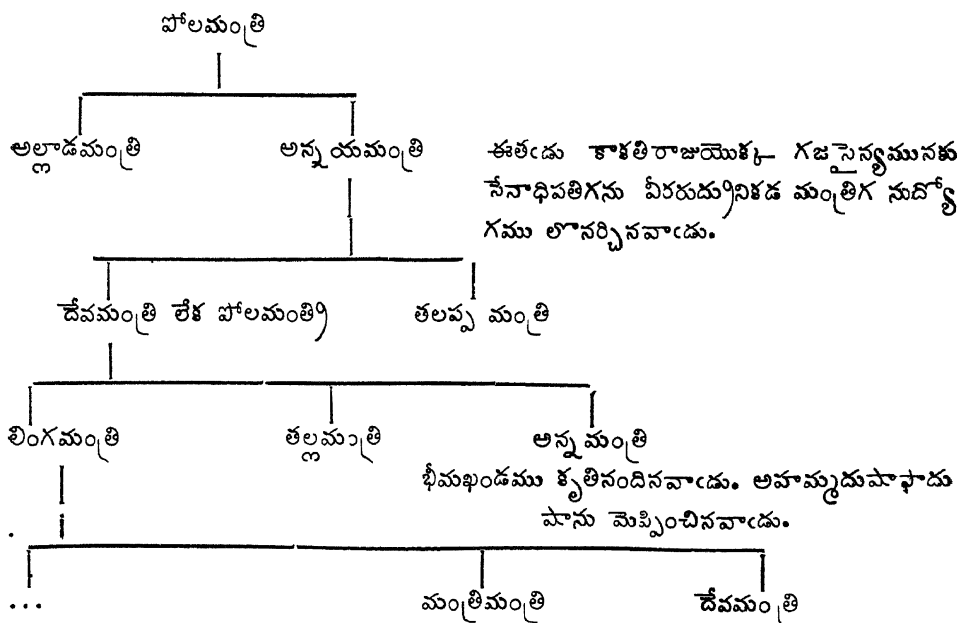 పోలమంత్రి
అల్లాడమంత్రి అన్నయమంత్రి ఈతఁడు కాకతిరాజుయొక్క గజసైన్యమునకు
సేనాధిపతిగను వీరరుద్రునికడ మంత్రిగ నుద్యో
గము లొనర్చినవాఁడు.
దేవమంత్రి లేక పోలమంత్రి తలప్ప మంత్రి
లింగమంత్రి తల్లమంత్రి అన్నమంత్రి
భీమఖండము కృతినందినవాఁడు. అహమ్మదుషాహదు
షాను మెప్పించినవాఁడు.
... మంత్రిమంత్రి దేవమంత్రి